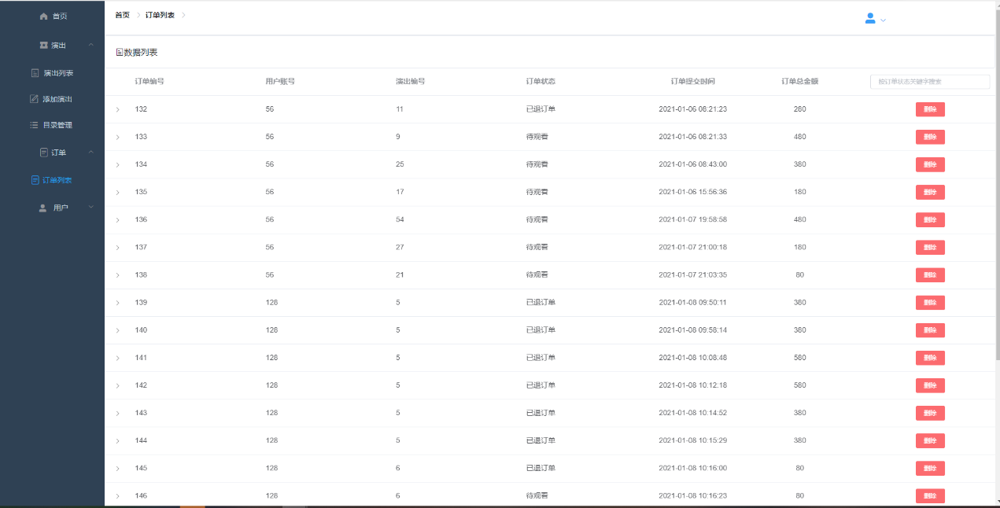 首页
演出
演出列表
添加演出
目录管理
订单
订单列表
用户
首页 订单列表
数据列表
订单编号 用户账号 演出编号 订单状态 订单提交时间 订单总金额 按订单状态关键字搜索
132 56 11 已退订单 2021-01-06 08:21:23 280 删除
133 56 9 待观看 2021-01-06 08:21:33 480 删除
134 56 25 待观看 2021-01-06 08:43:00 380 删除
135 56 17 待观看 2021-01-06 15:56:36 180 删除
136 56 54 待观看 2021-01-07 19:58:58 480 删除
137 56 27 待观看 2021-01-07 21:00:18 180 删除
138 56 21 待观看 2021-01-07 21:03:35 80 删除
139 128 5 已退订单 2021-01-08 09:50:11 380 删除
140 128 5 已退订单 2021-01-08 09:58:14 380 删除
141 128 5 已退订单 2021-01-08 10:08:48 580 删除
142 128 5 已退订单 2021-01-08 10:12:18 580 删除
143 128 5 已退订单 2021-01-08 10:14:52 380 删除
144 128 5 已退订单 2021-01-08 10:15:29 380 删除
145 128 6 已退订单 2021-01-08 10:16:00 80 删除
146 128 6 待观看 2021-01-08 10:16:23 80 删除